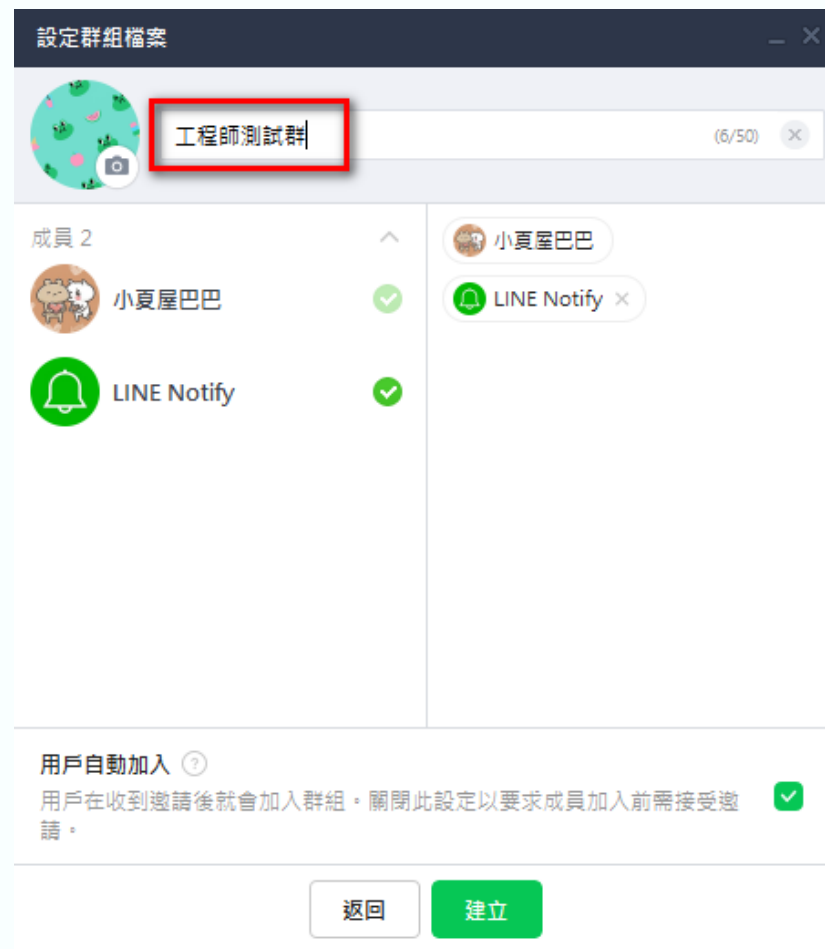 設定群組檔案
工程師測試群
(6/50)
成員 2
小夏屋巴巴
LINE Notify
小夏屋巴巴
LINE Notify
用戶自動加入
用戶在收到邀請後就會加入群組。關閉此設定以要求成員加入前需接受邀
請。
返回
建立